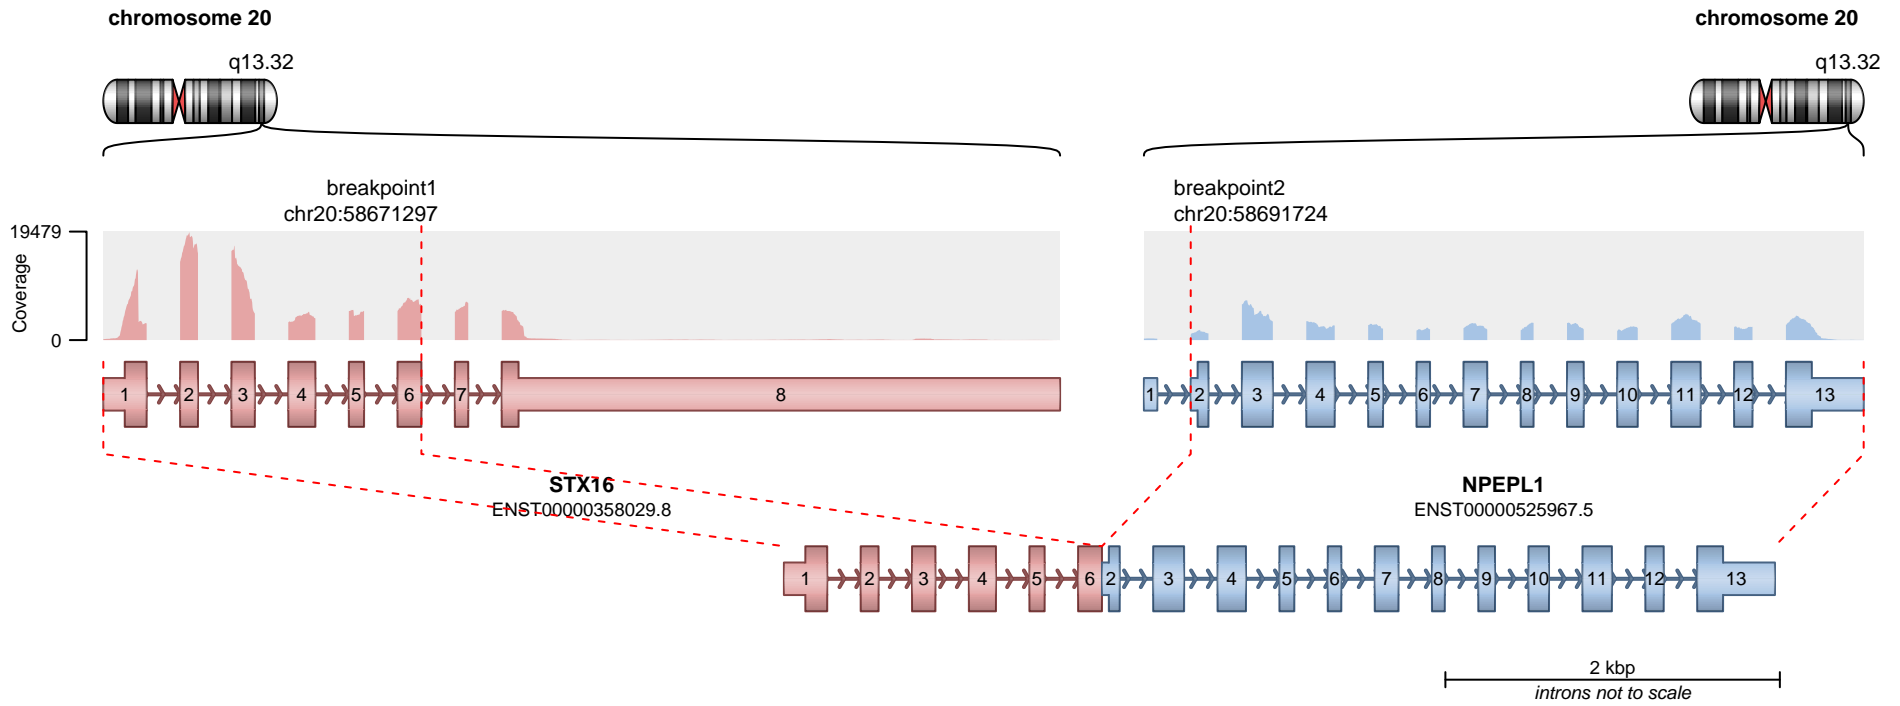 chromosome 20
chromosome 20
q13.32
q13.32
breakpoint1
chr20:58671297
breakpoint2
chr20:58691724
19479
Coverage
0
1 2 3 4 5 6 7 8
1 2 3 4 5 6 7 8 9 10 11 12 13
STX16
ENST00000358029.8
NPEPL1
ENST00000525967.5
1 2 3 4 5 6 2 3 4 5 6 7 8 9 10 11 12 13
2 kbp
introns not to scale